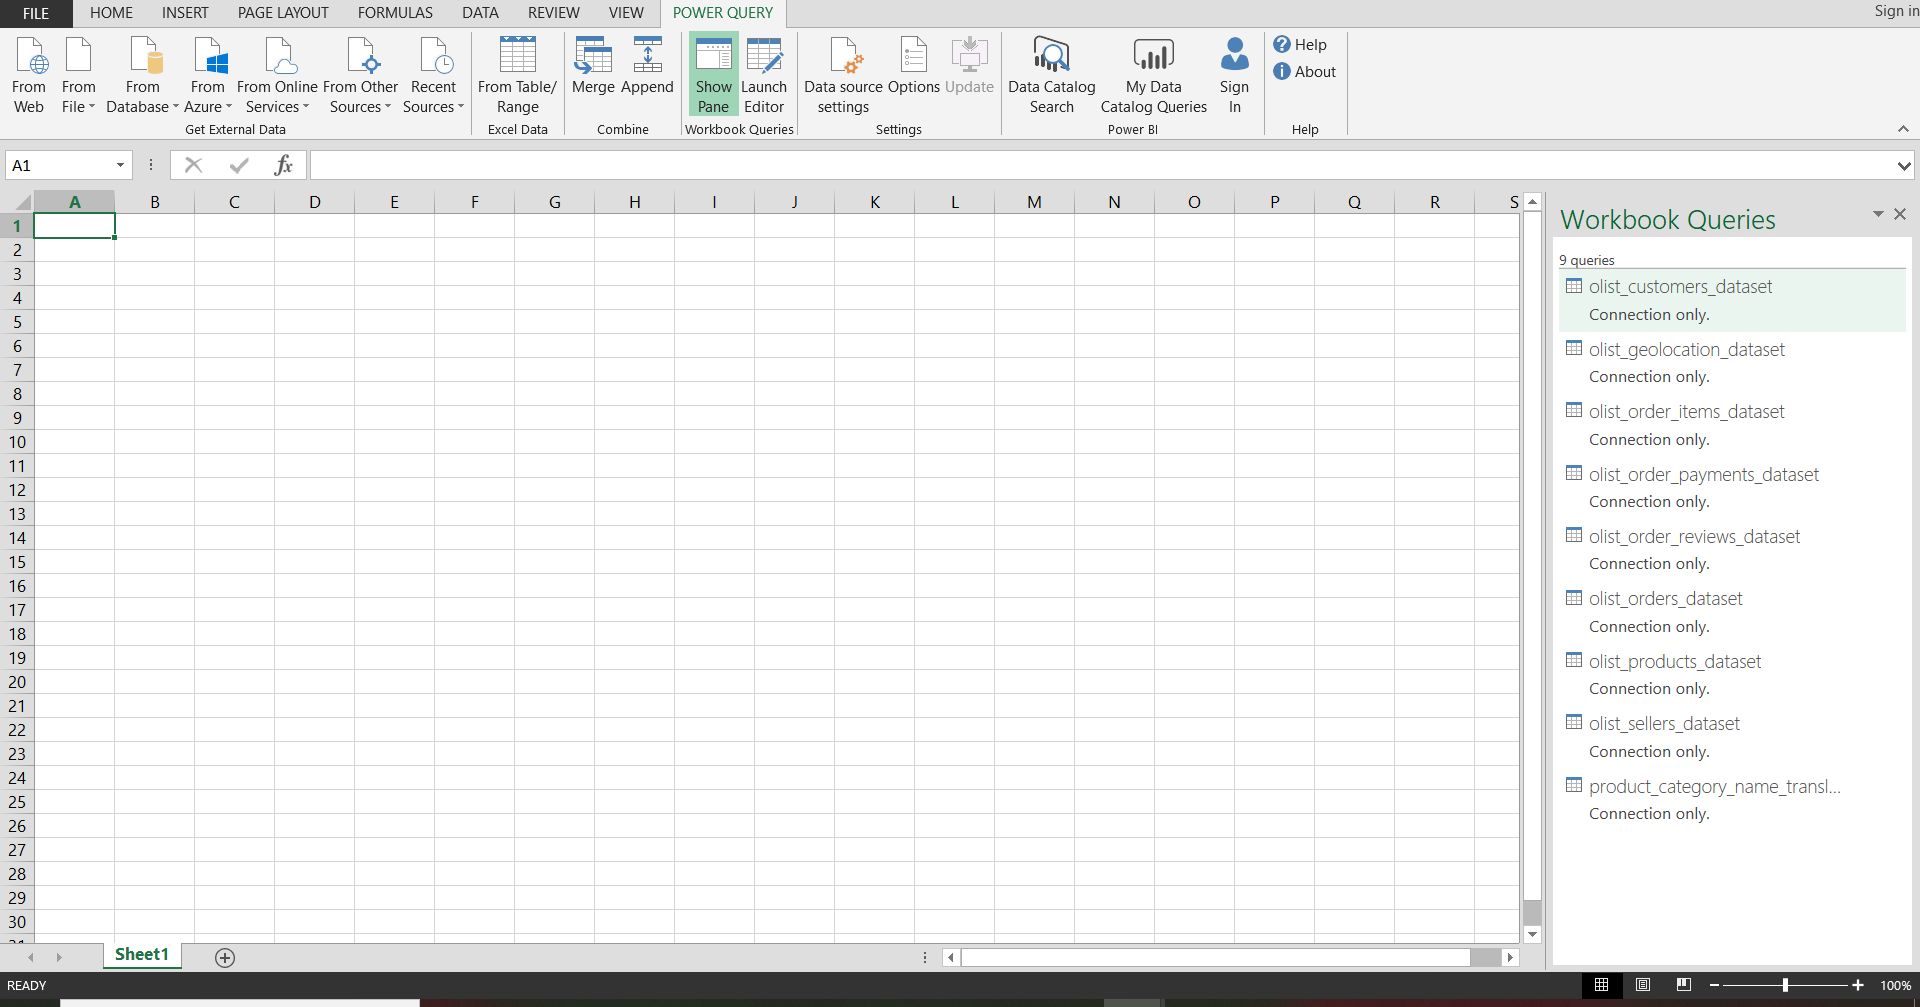 FILE HOME INSERT PAGE LAYOUT FORMULAS DATA REVIEW VIEW POWER QUERY Sign in
From Web
From File
From Database
From Azure
From Online Services
From Other Sources
Recent Sources
Get External Data
From Table/ Range
Excel Data
Merge Append
Combine
Show Pane
Launch Editor
Workbook Queries
Data source settings
Options
Update
Settings
Data Catalog Search
My Data Catalog Queries
Sign In
Power BI
? Help
i About
Help
A1
fx
A B C D E F G H I J K L M N O P Q R S
1
2
3
4
5
6
7
8
9
10
11
12
13
14
15
16
17
18
19
20
21
22
23
24
25
26
27
28
29
30
31
Workbook Queries
9 queries
olist_customers_dataset
Connection only.
olist_geolocation_dataset
Connection only.
olist_order_items_dataset
Connection only.
olist_order_payments_dataset
Connection only.
olist_order_reviews_dataset
Connection only.
olist_orders_dataset
Connection only.
olist_products_dataset
Connection only.
olist_sellers_dataset
Connection only.
product_category_name_transl...
Connection only.
Sheet1
READY
100%